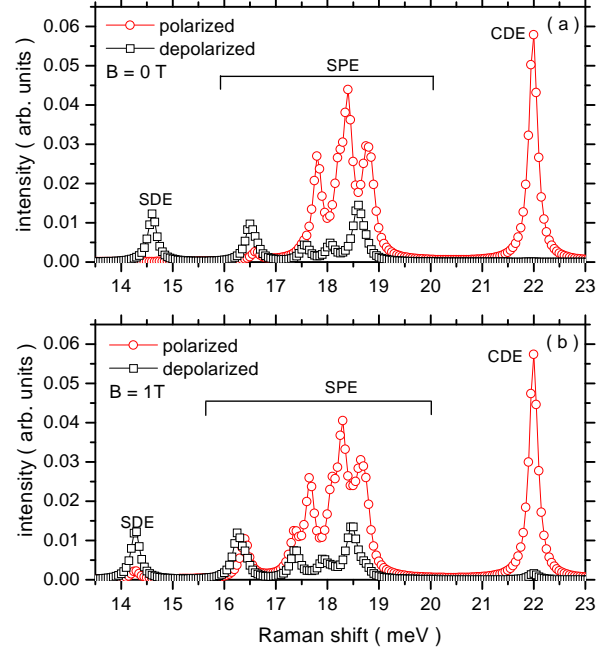 ( a )
polarized
depolarized
B = 0 T
SPE
CDE
SDE
intensity ( arb. units )
0.06
0.05
0.04
0.03
0.02
0.01
0.00
14 15 16 17 18 19 20 21 22 23
( b )
polarized
depolarized
B = 1T
SPE
CDE
SDE
intensity ( arb. units )
0.06
0.05
0.04
0.03
0.02
0.01
0.00
14 15 16 17 18 19 20 21 22 23
Raman shift ( meV )